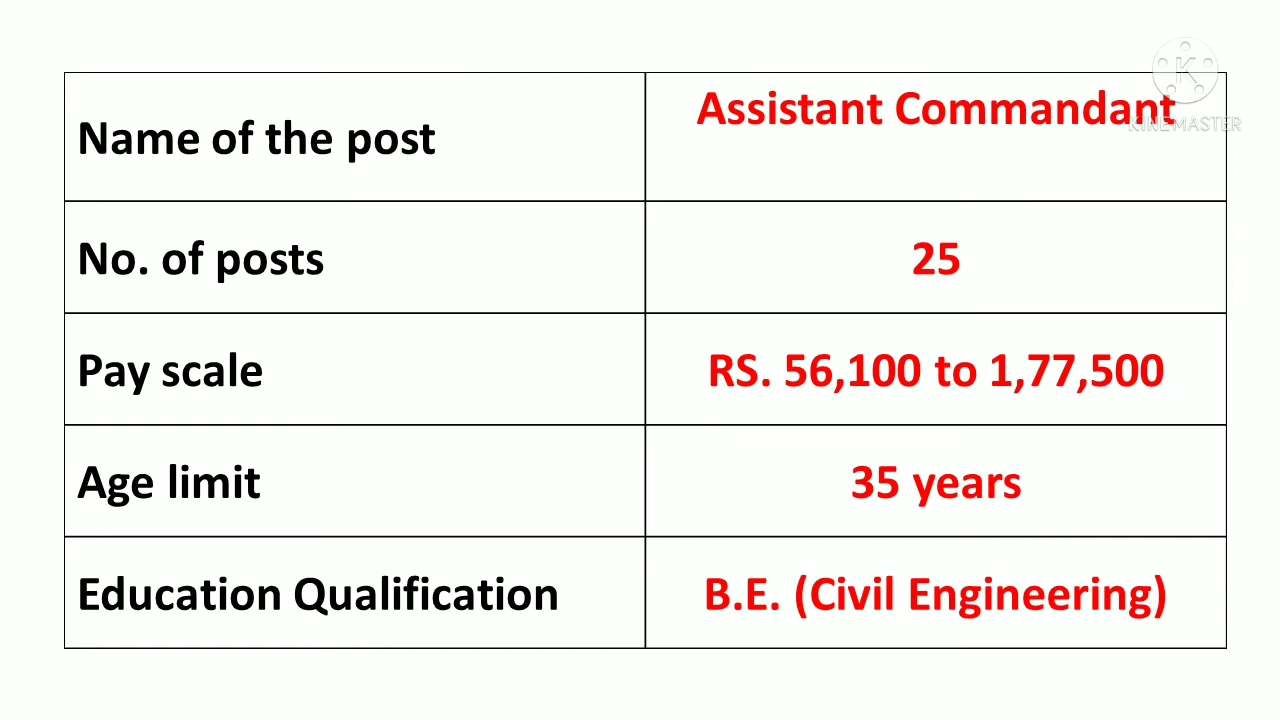 Name of the post
Assistant Commandant
K
KINEMASTER
No. of posts
25
Pay scale
RS. 56,100 to 1,77,500
Age limit
35 years
Education Qualification
B.E. (Civil Engineering)